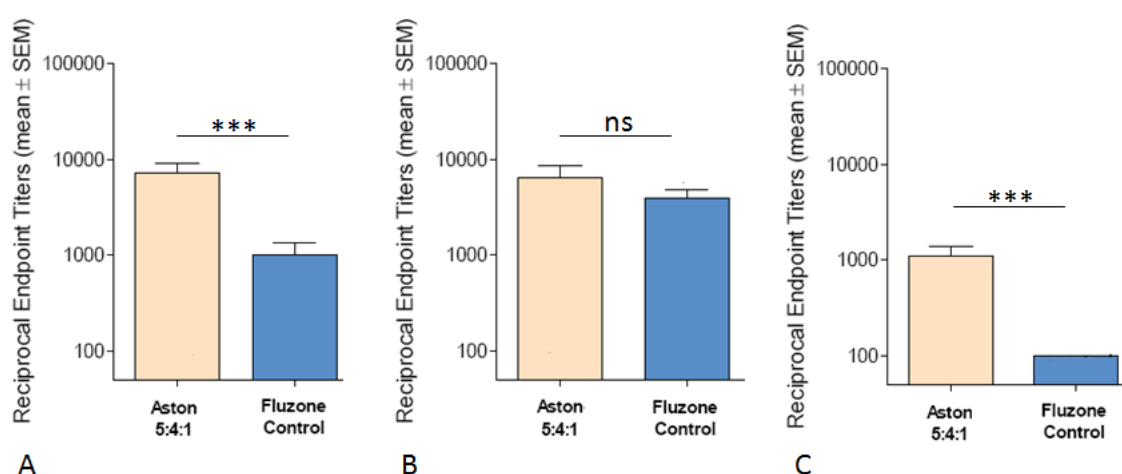 Reciprocal Endpoint Titers (mean ± SEM)
100000
10000
1000
100
***
Aston
5:4:1
Fluzone
Control
A
Reciprocal Endpoint Titers (mean ± SEM)
100000
10000
1000
100
ns
Aston
5:4:1
Fluzone
Control
B
Reciprocal Endpoint Titers (mean ± SEM)
100000
10000
1000
100
***
Aston
5:4:1
Fluzone
Control
C